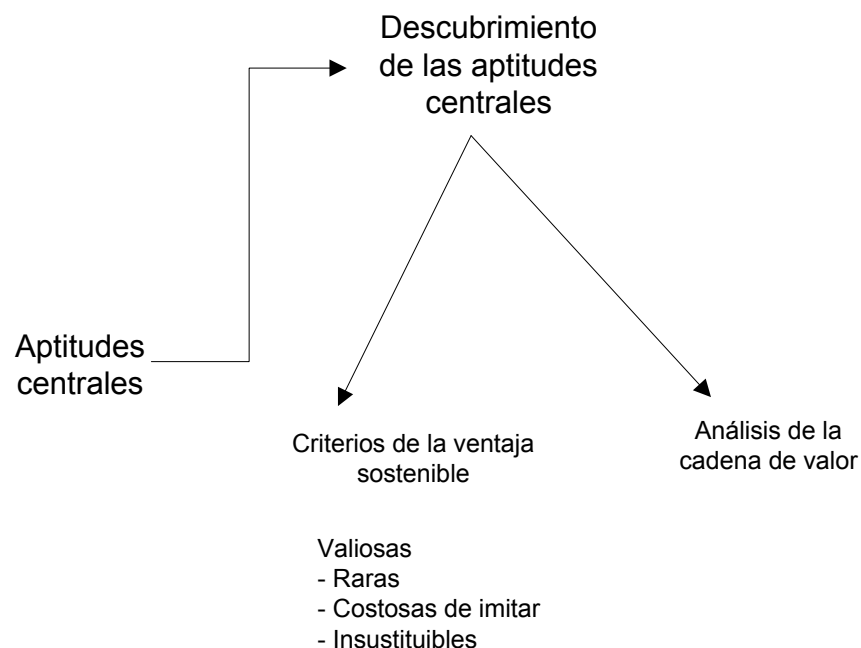 Descubrimiento
de las aptitudes
centrales
Aptitudes
centrales
Criterios de la ventaja
sostenible
Análisis de la
cadena de valor
Valiosas
- Raras
- Costosas de imitar
- Insustituibles